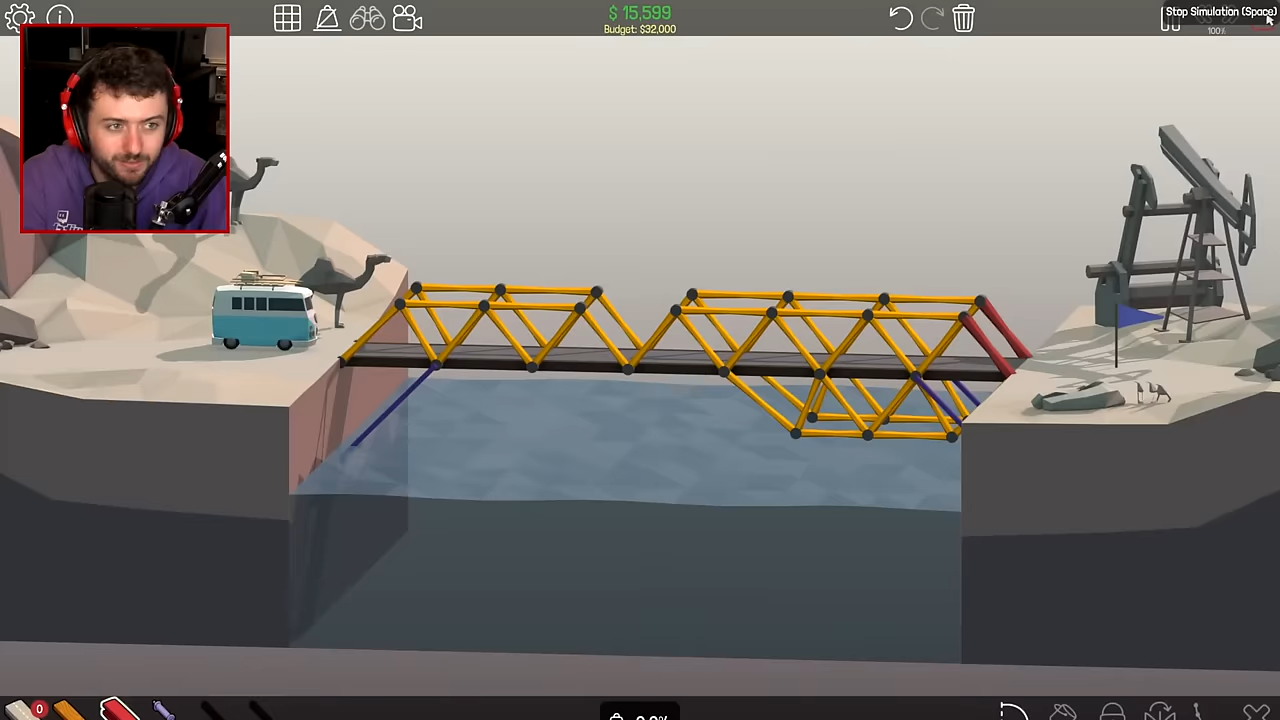 $ 15,599
Budget: $32,000
Stop Simulation (Space)
100%
0